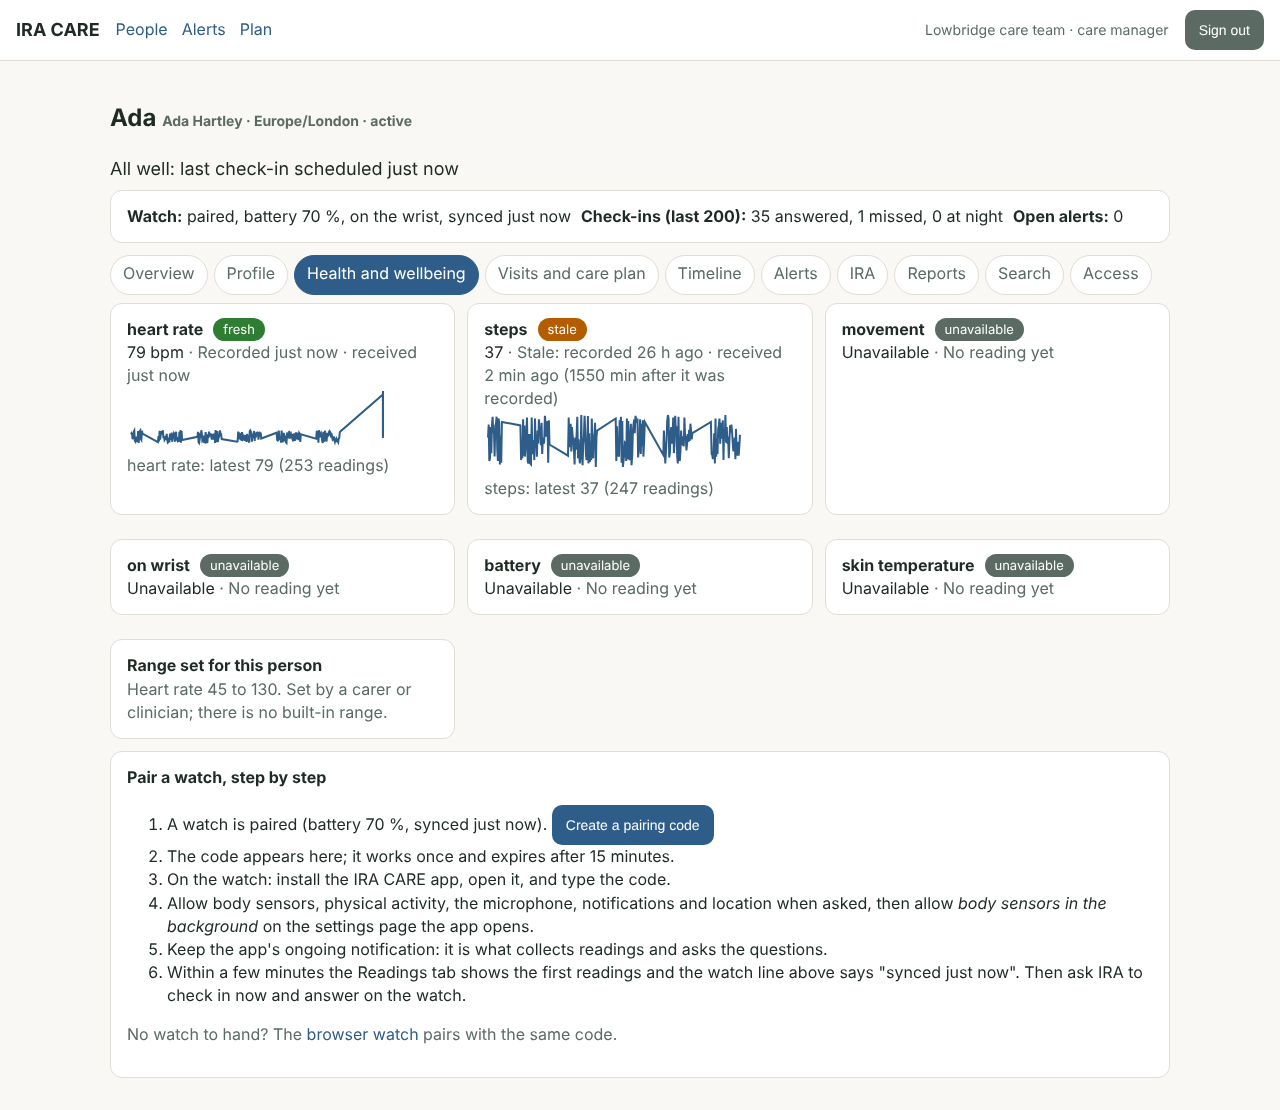 IRA CARE People Alerts Plan
Lowbridge care team · care manager Sign out
Ada Ada Hartley · Europe/London · active
All well: last check-in scheduled just now
Watch: paired, battery 70 %, on the wrist, synced just now Check-ins (last 200): 35 answered, 1 missed, 0 at night Open alerts: 0
Overview Profile Health and wellbeing Visits and care plan Timeline Alerts IRA Reports Search Access
heart rate fresh
79 bpm · Recorded just now · received
just now
heart rate: latest 79 (253 readings)
steps stale
37 · Stale: recorded 26 h ago · received
2 min ago (1550 min after it was
recorded)
steps: latest 37 (247 readings)
movement unavailable
Unavailable · No reading yet
on wrist unavailable
Unavailable · No reading yet
battery unavailable
Unavailable · No reading yet
skin temperature unavailable
Unavailable · No reading yet
Range set for this person
Heart rate 45 to 130. Set by a carer or
clinician; there is no built-in range.
Pair a watch, step by step
1. A watch is paired (battery 70 %, synced just now). Create a pairing code
2. The code appears here; it works once and expires after 15 minutes.
3. On the watch: install the IRA CARE app, open it, and type the code.
4. Allow body sensors, physical activity, the microphone, notifications and location when asked, then allow body sensors in the
background on the settings page the app opens.
5. Keep the app's ongoing notification: it is what collects readings and asks the questions.
6. Within a few minutes the Readings tab shows the first readings and the watch line above says "synced just now". Then ask IRA to
check in now and answer on the watch.
No watch to hand? The browser watch pairs with the same code.